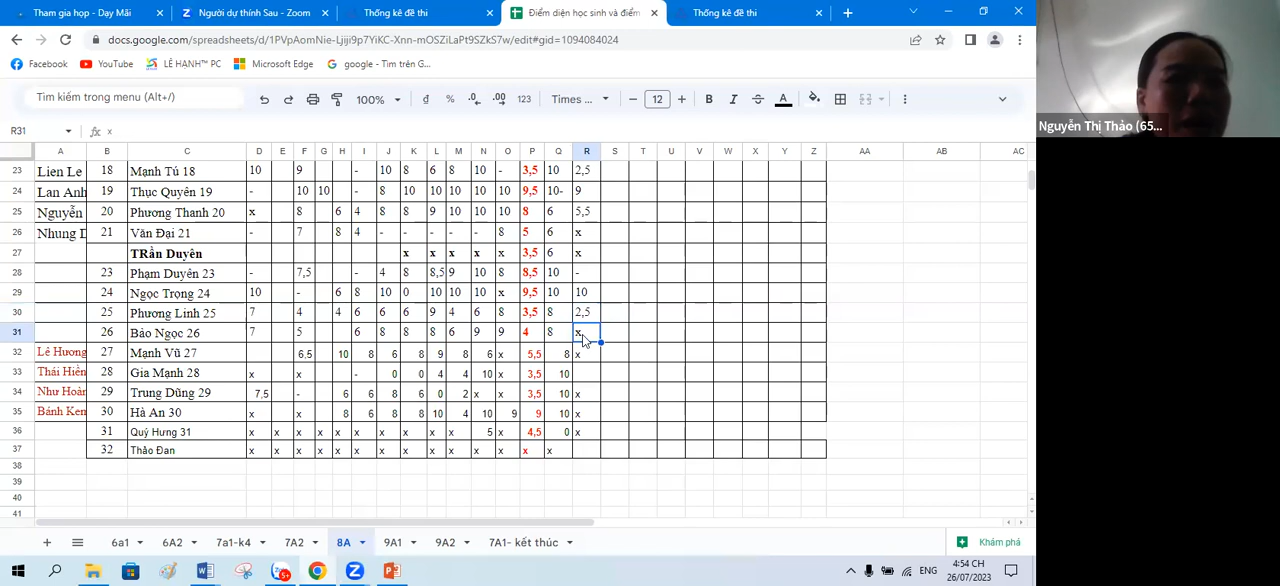 Tham gia họp - Dạy Mãi
Người dự thính Sau - Zoom
Thống kê đề thi
Điểm diện học sinh và điểm
Thống kê đề thi
docs.google.com/spreadsheets/d/1PVpAomNie-Ljiji9p7YiKC-Xnn-mOSZiLaPt9SZkS7w/edit#gid=1094084024
Facebook YouTube LÊ HẠNH™ PC Microsoft Edge google - Tìm trên G...
Tìm kiếm trong menu (Alt+/) 100% ₫ % .0 .00 123 Times ... 12 B I S A
R31 fx x
A B C D E F G H I J K L M N O P Q R S T U V W X Y Z AA AB AC
23 Lien Le 18 Mạnh Tú 18 10 9 - 10 8 6 8 10 - 3,5 10 2,5
24 Lan Anh 19 Thục Quyên 19 - 10 10 - 8 10 10 10 10 10 9,5 10- 9
25 Nguyễn 20 Phương Thanh 20 x 8 6 4 8 8 9 10 10 10 8 6 5,5
26 Nhung D 21 Văn Đại 21 - 7 8 4 - - - - - 8 5 6 x
27 TRần Duyên x x x x x 3,5 6 x
28 23 Phạm Duyên 23 - 7,5 - 4 8 8,5 9 10 8 8,5 10 -
29 24 Ngọc Trọng 24 10 - 6 8 10 0 10 10 10 x 9,5 10 10
30 25 Phương Linh 25 7 4 4 6 6 6 9 4 6 8 3,5 8 2,5
31 26 Bảo Ngọc 26 7 5 6 8 8 8 6 9 9 4 8 x
32 Lê Hương 27 Mạnh Vũ 27 6,5 10 8 6 8 9 8 6 x 5,5 8 x
33 Thái Hiền 28 Gia Mạnh 28 x x - 0 0 4 4 10 x 3,5 10
34 Như Hoàn 29 Trung Dũng 29 7,5 - 6 6 8 6 0 2 x x 3,5 10 x
35 Bánh Kem 30 Hà An 30 x x 8 6 8 8 10 4 10 9 9 10 x
36 31 Quý Hưng 31 x x x x x x x x x x 5 x 4,5 0 x
37 32 Thảo Đan x x x x x x x x x x x x x x
38
39
40
41
6a1 6A2 7a1-k4 7A2 8A 9A1 9A2 7A1- kết thúc Khám phá
5+ ENG 4:54 CH
26/07/2023
Nguyễn Thị Thảo (65...